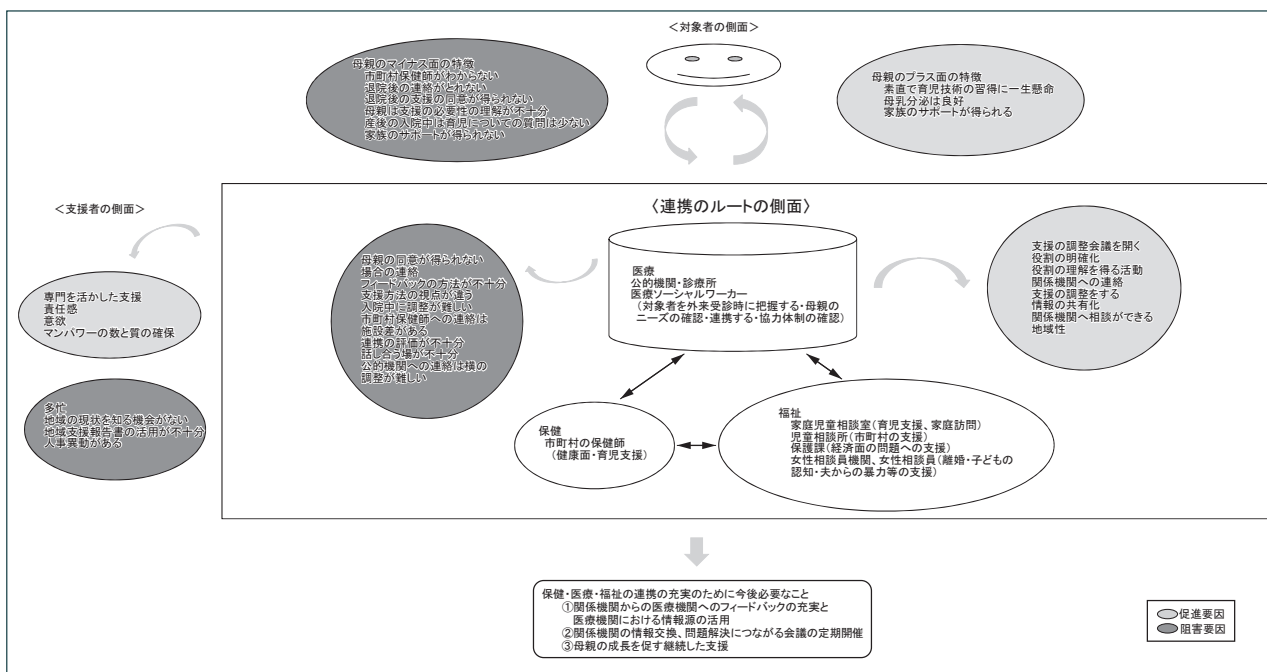 ＜対象者の側面＞
母親のマイナス面の特徴
市町村保健師がわからない
退院後の連絡がとれない
退院後の支援の同意が得られない
母親は支援の必要性の理解が不十分
産後の入院中は育児についての質問は少ない
家族のサポートが得られない
母親のプラス面の特徴
素直で育児技術の習得に一生懸命
母乳分泌は良好
家族のサポートが得られる
＜支援者の側面＞
専門を活かした支援
責任感
意欲
マンパワーの数と質の確保
多忙
地域の現状を知る機会がない
地域支援報告書の活用が不十分
人事異動がある
〈連携のルートの側面〉
母親の同意が得られない
場合の連絡
フィードバックの方法が不十分
支援方法の視点が違う
入院中に調整が難しい
市町村保健師への連絡は
施設差がある
連携の評価が不十分
話し合う場が不十分
公的機関への連絡は横の
調整が難しい
医療
公的機関・診療所
医療ソーシャルワーカー
（対象者を外来受診時に把握する・母親の
ニーズの確認・連携する・協力体制の確認）
支援の調整会議を開く
役割の明確化
役割の理解を得る活動
関係機関への連絡
支援の調整をする
情報の共有化
関係機関へ相談ができる
地域性
保健
市町村の保健師
（健康面・育児支援）
福祉
家庭児童相談室（育児支援、家庭訪問）
児童相談所（市町村の支援）
保護課（経済面の問題への支援）
女性相談員機関、女性相談員（離婚・子どもの
認知・夫からの暴力等の支援）
保健・医療・福祉の連携の充実のために今後必要なこと
①関係機関からの医療機関へのフィードバックの充実と
医療機関における情報源の活用
②関係機関の情報交換、問題解決につながる会議の定期開催
③母親の成長を促す継続した支援
促進要因
阻害要因